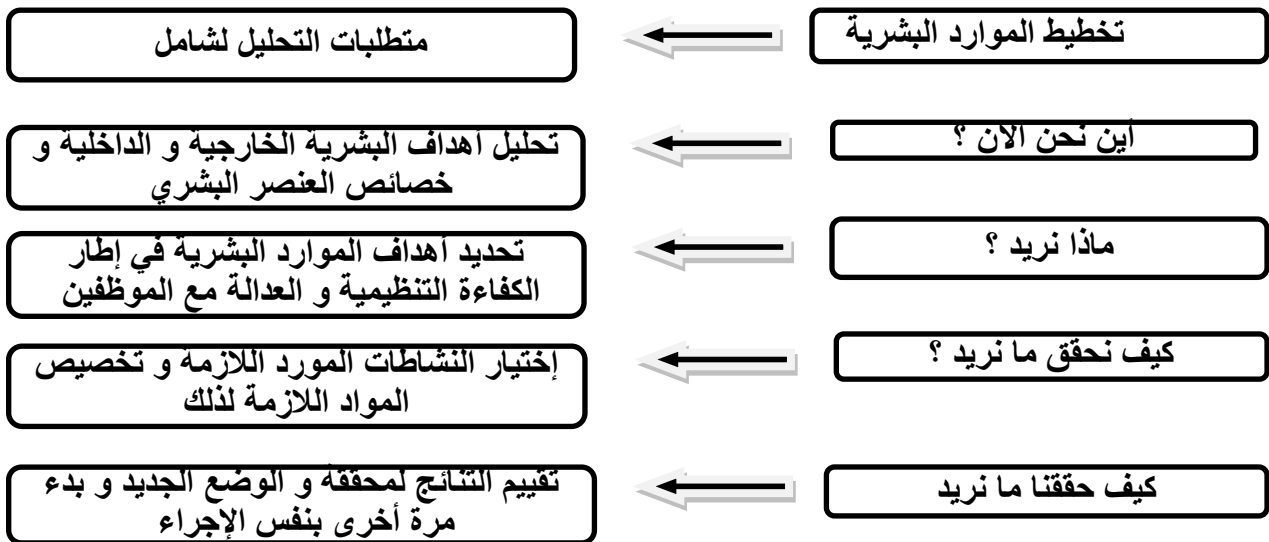 تخطيط الموارد البشرية
متطلبات التحليل لشامل
أين نحن الان ؟
تحليل أهداف البشرية الخارجية و الداخلية و
خصائص العنصر البشري
ماذا نريد ؟
تحديد أهداف الموارد البشرية في إطار
الكفاءة التنظيمية و العدالة مع الموظفين
كيف نحقق ما نريد ؟
إختيار النشاطات المورد اللازمة و تخصيص
المواد اللازمة لذلك
كيف حققنا ما نريد
تقييم التنائج لمحققة و الوضع الجديد و بدء
مرة أخرى بنفس الإجراء